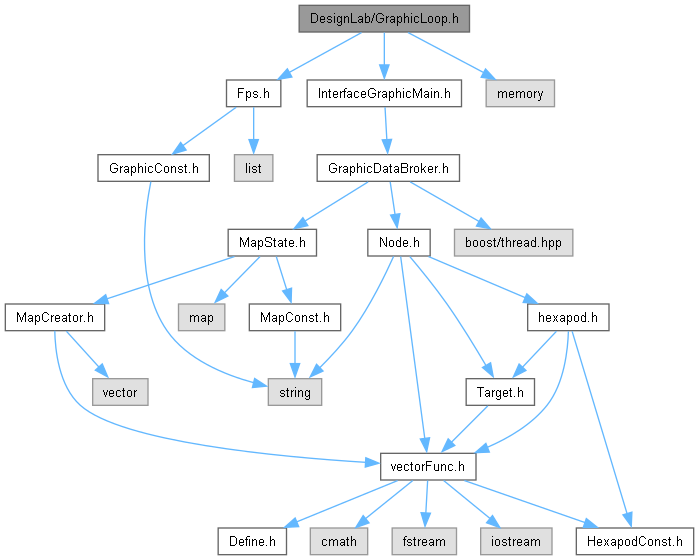 DesignLab/GraphicLoop.h
Fps.h
InterfaceGraphicMain.h
memory
GraphicConst.h
list
GraphicDataBroker.h
MapState.h
Node.h
boost/thread.hpp
MapCreator.h
map
MapConst.h
hexapod.h
vector
string
Target.h
vectorFunc.h
Define.h
cmath
fstream
iostream
HexapodConst.h